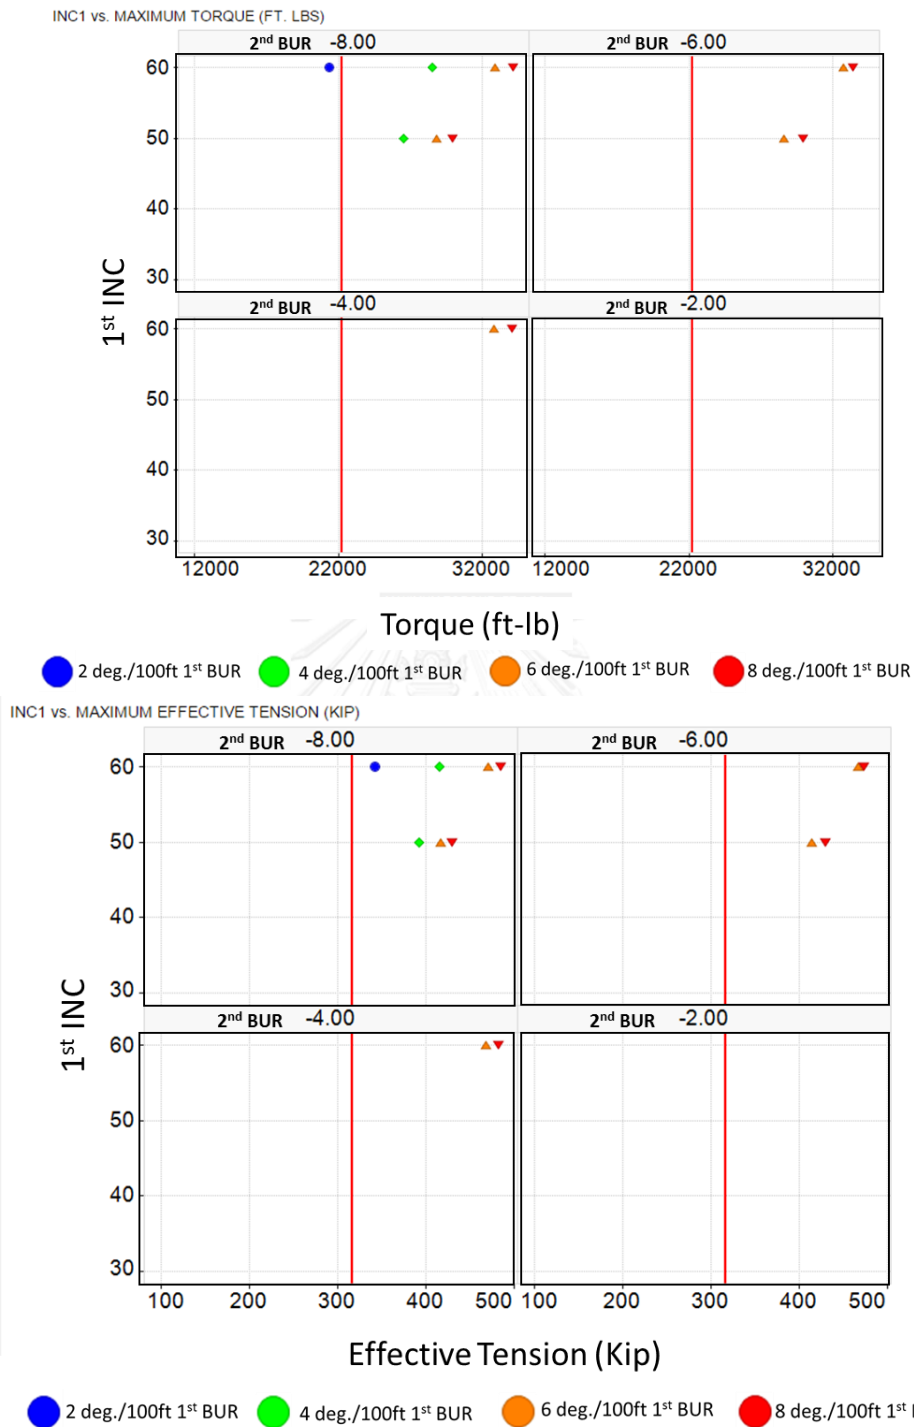 INC1 vs. MAXIMUM TORQUE (FT. LBS)
2nd BUR -8.00 2nd BUR -6.00
60
50
40
30
1st INC
2nd BUR -4.00 2nd BUR -2.00
60
50
40
30
12000 22000 32000 12000 22000 32000
Torque (ft-lb)
2 deg./100ft 1st BUR 4 deg./100ft 1st BUR 6 deg./100ft 1st BUR 8 deg./100ft 1st BUR
INC1 vs. MAXIMUM EFFECTIVE TENSION (KIP)
2nd BUR -8.00 2nd BUR -6.00
60
50
40
30
1st INC
2nd BUR -4.00 2nd BUR -2.00
60
50
40
30
100 200 300 400 500 100 200 300 400 500
Effective Tension (Kip)
2 deg./100ft 1st BUR 4 deg./100ft 1st BUR 6 deg./100ft 1st BUR 8 deg./100ft 1st